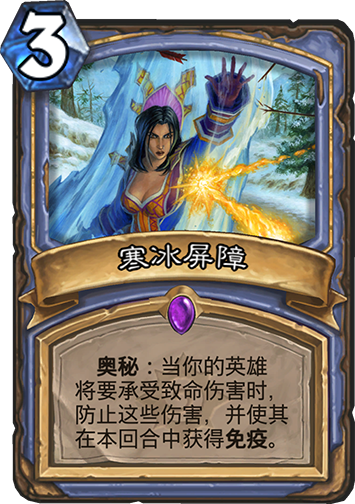 3
寒冰屏障
奥秘：当你的英雄
将要承受致命伤害时，
防止这些伤害，并使其
在本回合中获得免疫。